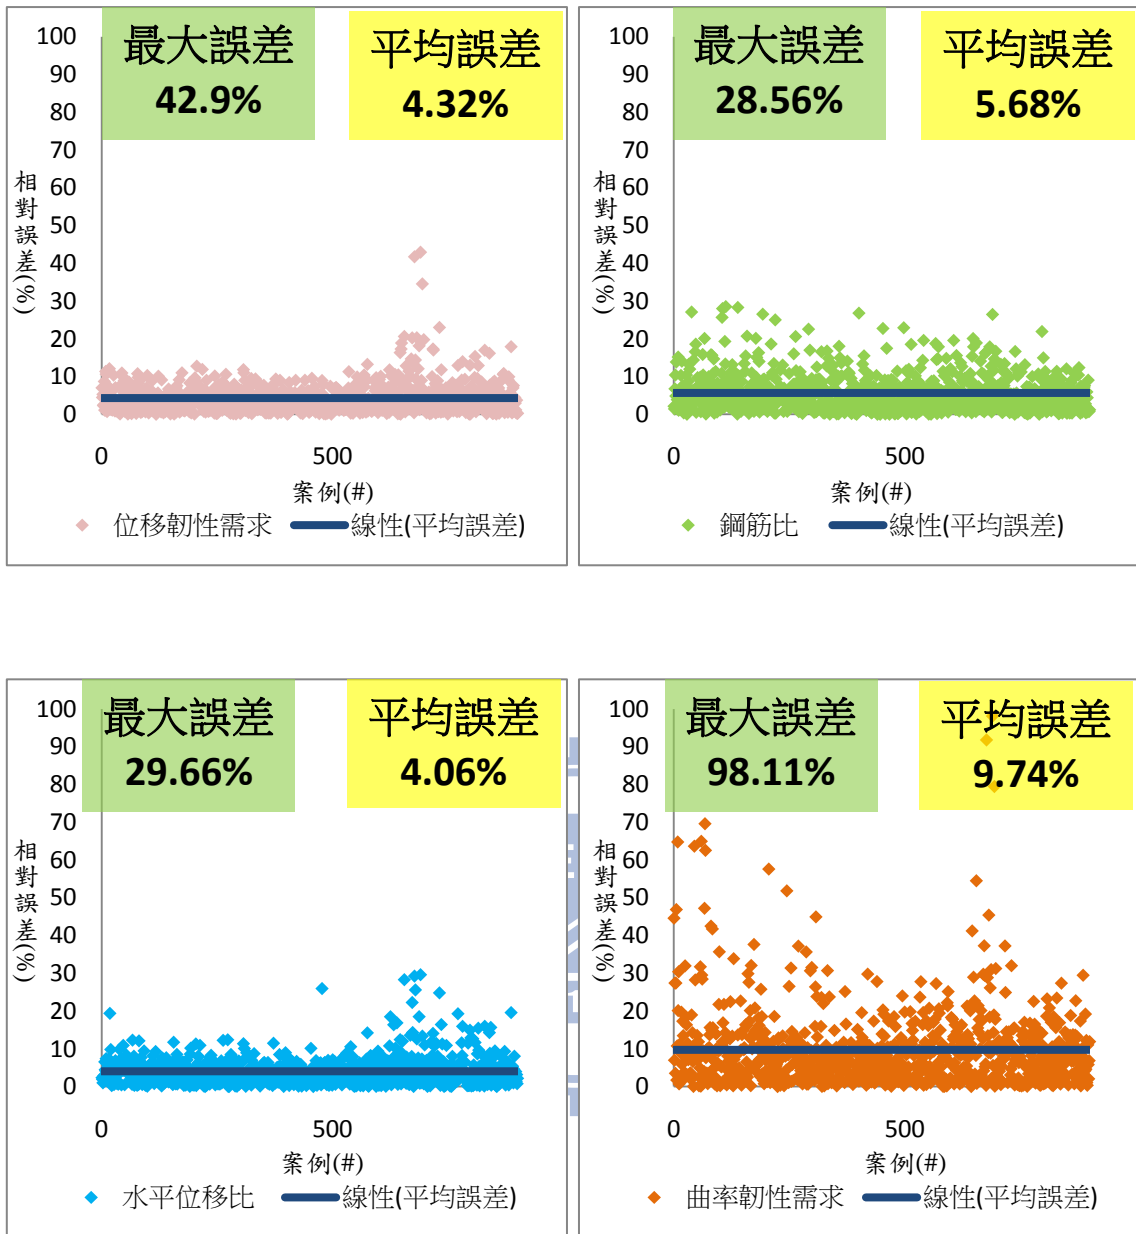 最大誤差
42.9%
平均誤差
4.32%
100
90
80
70
60
50
40
30
20
10
0
相對誤差(%)
0
500
案例(#)
位移韌性需求
線性(平均誤差)
最大誤差
28.56%
平均誤差
5.68%
100
90
80
70
60
50
40
30
20
10
0
相對誤差(%)
0
500
案例(#)
鋼筋比
線性(平均誤差)
最大誤差
29.66%
平均誤差
4.06%
100
90
80
70
60
50
40
30
20
10
0
相對誤差(%)
0
500
案例(#)
水平位移比
線性(平均誤差)
最大誤差
98.11%
平均誤差
9.74%
100
90
80
70
60
50
40
30
20
10
0
相對誤差(%)
0
500
案例(#)
曲率韌性需求
線性(平均誤差)